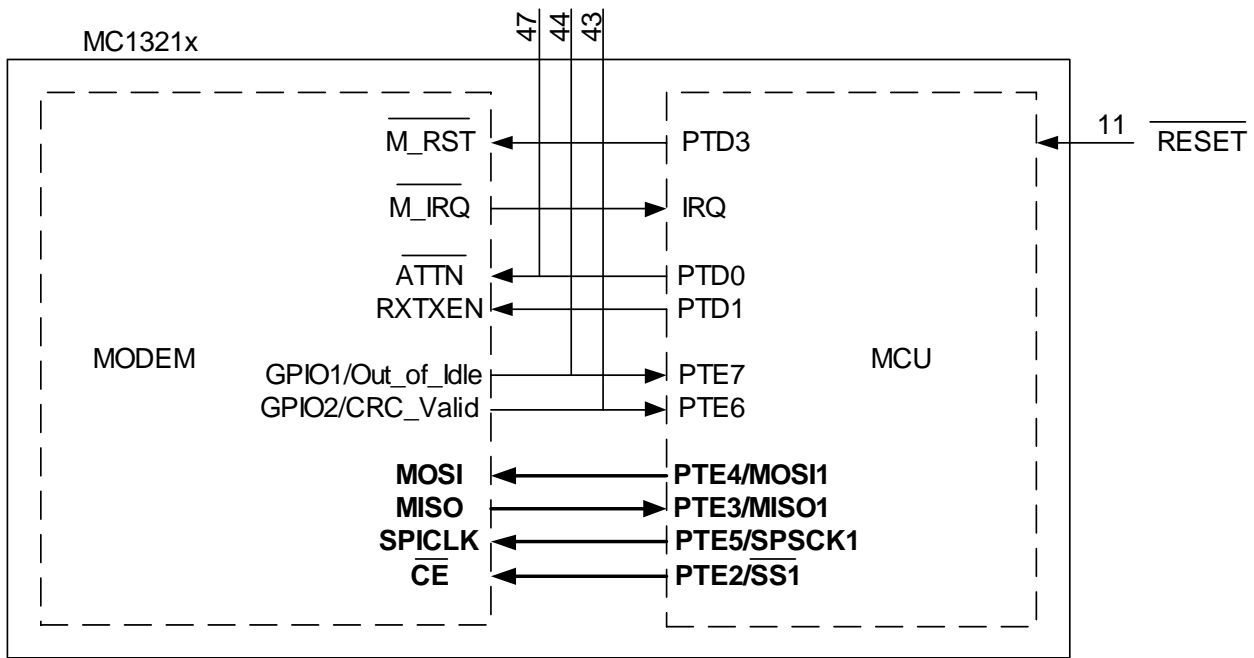 47 44 43
MC1321x
M_RST PTD3 11 RESET
M_IRQ IRQ
ATTN PTD0
RXTXEN PTD1
MODEM MCU
GPIO1/Out_of_Idle PTE7
GPIO2/CRC_Valid PTE6
MOSI PTE4/MOSI1
MISO PTE3/MISO1
SPICLK PTE5/SPSCK1
CE PTE2/SS1